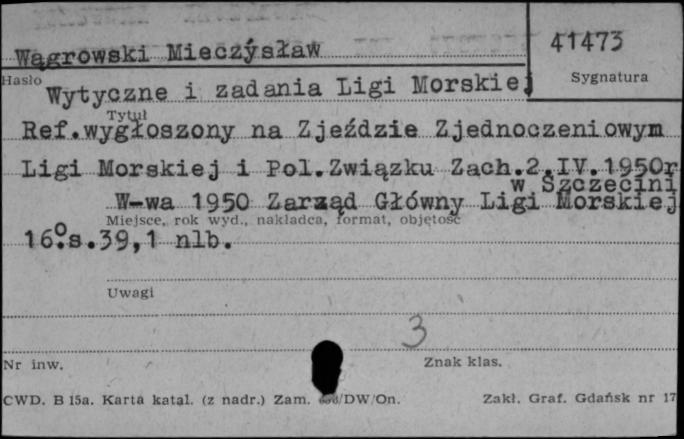 Wągrowski Mieczysław
41473
Hasło
Sygnatura
Wytyczne i zadania Ligi Morskiej
Tytuł
Ref.wygłoszony na Zjeździe Zjednoczeniowym
Ligi Morskiej i Pol.Związku Zach.2.IV.1950r
w Szczecini
W-wa 1950 Zarząd Główny Ligi Morskiej
Miejsce, rok wyd., nakładca, format, objętość
16°.s.39,1 nlb.
Uwagi
3
Nr inw.
Znak klas.
CWD. B 15a. Karta katal. (z nadr.) Zam. /DW/On.
Zakł. Graf. Gdańsk nr 17